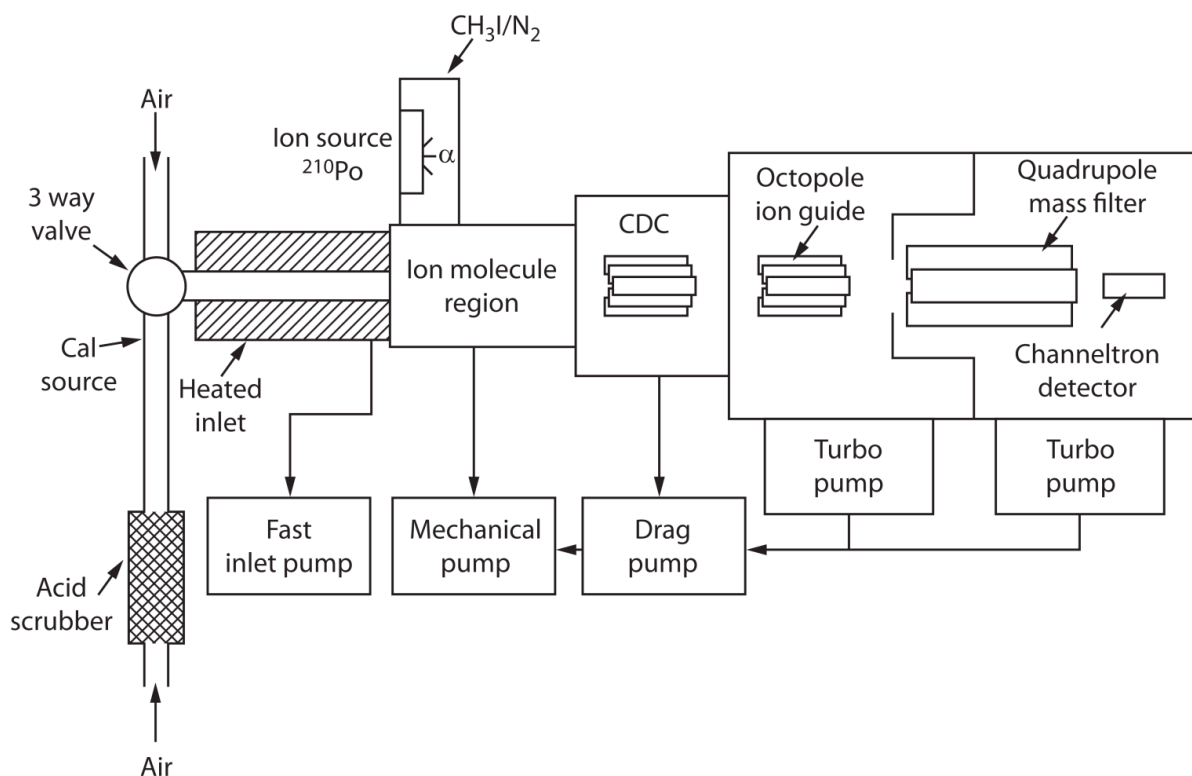 CH₃I/N₂
Air
Ion source
²¹⁰Po
α
3 way
valve
Octopole
ion guide
Quadrupole
mass filter
CDC
Ion molecule
region
Cal
source
Heated
inlet
Channeltron
detector
Turbo
pump
Turbo
pump
Fast
inlet pump
Mechanical
pump
Drag
pump
Acid
scrubber
Air